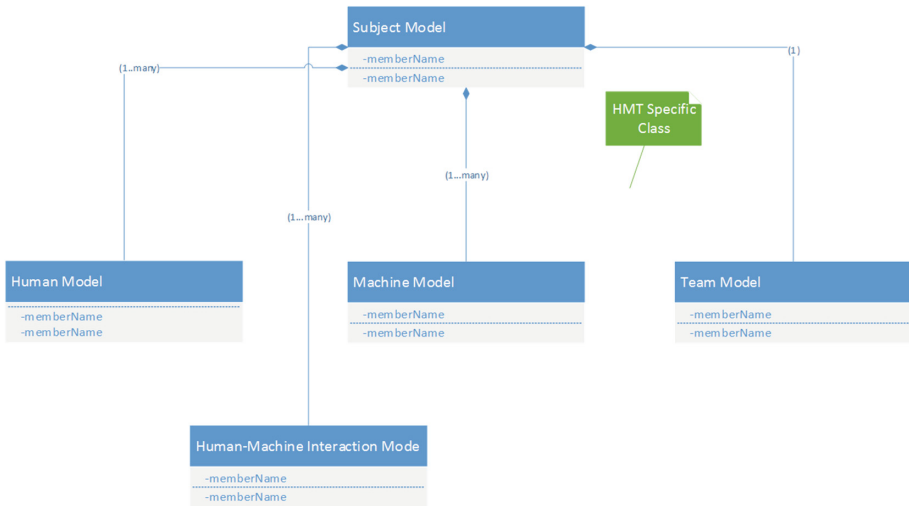 Subject Model
-memberName
-memberName
(1)
(1..many)
HMT Specific
Class
(1...many)
(1...many)
Human Model
-memberName
-memberName
Machine Model
-memberName
-memberName
Team Model
-memberName
-memberName
Human-Machine Interaction Mode
-memberName
-memberName